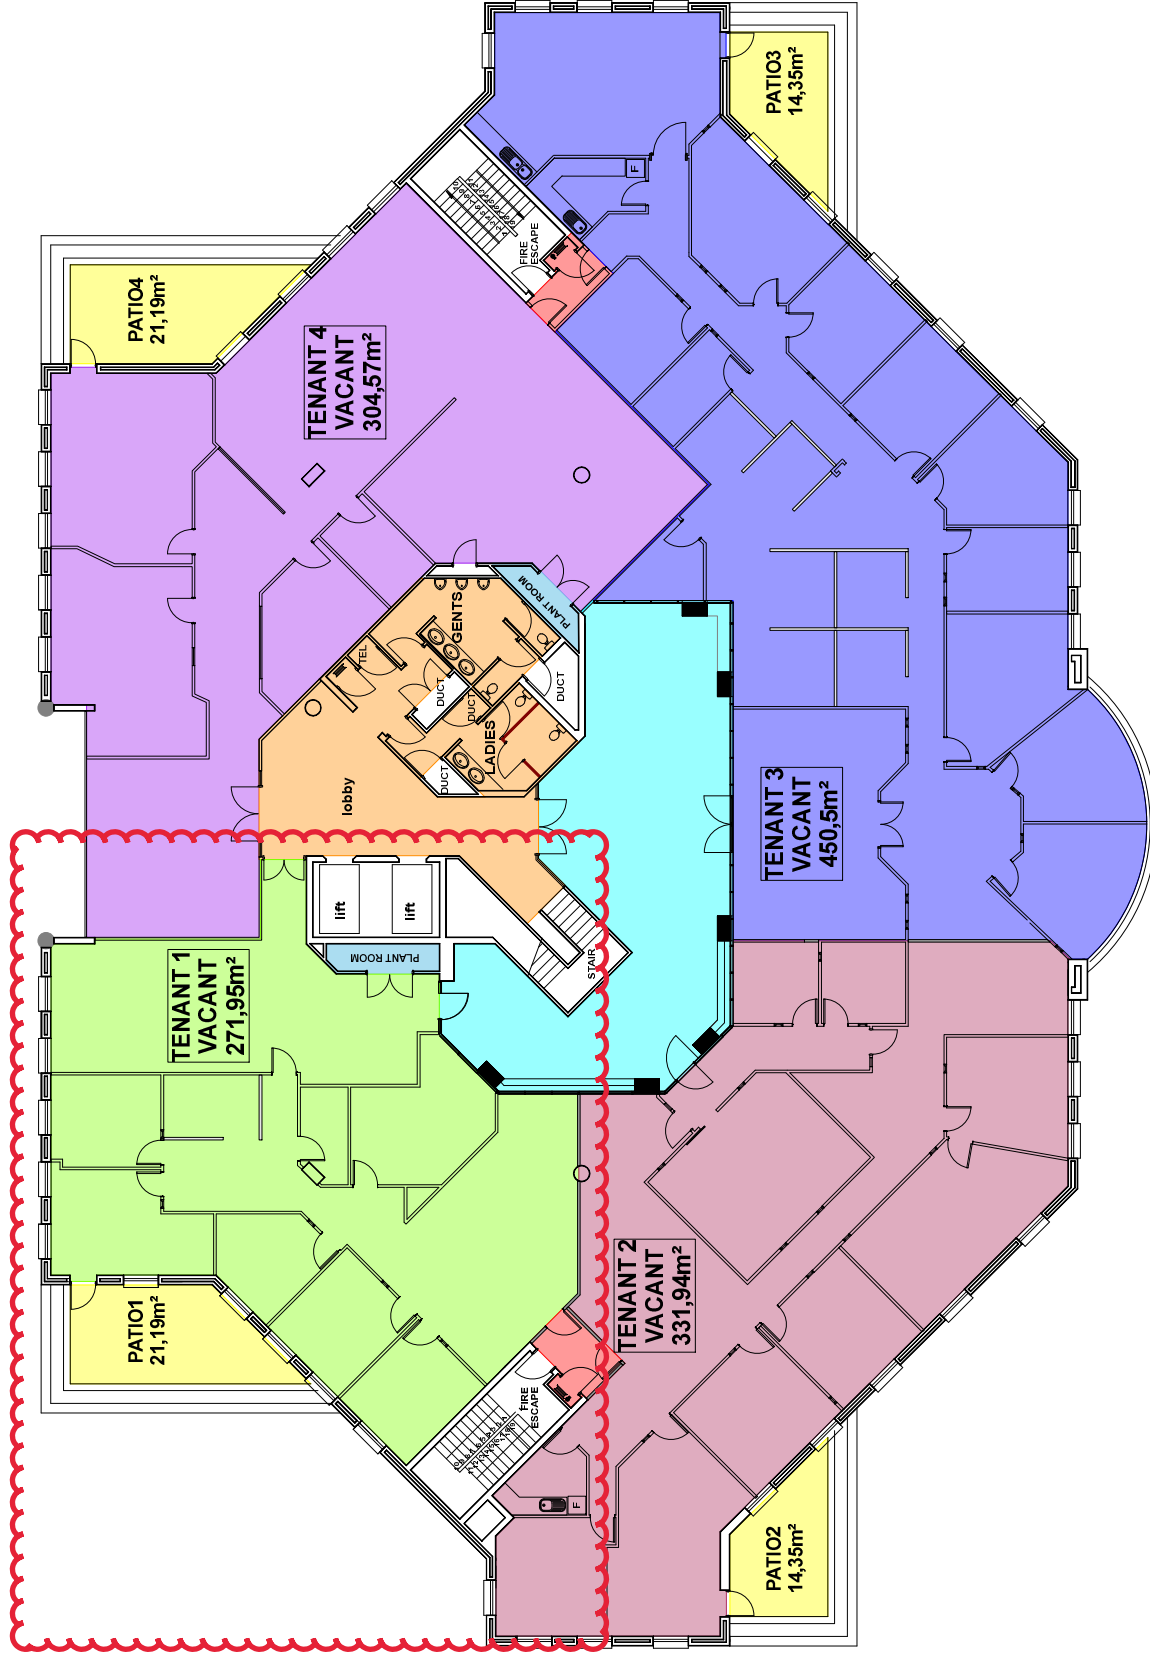 PATIO3
14,35m²
PATIO4
21,19m²
FIRE
ESCAPE
F
TENANT 4
VACANT
304,57m²
PLANT ROOM
GENTS
TEL
DUCT
DUCT
DUCT
LADIES
DUCT
lobby
TENANT 3
VACANT
450,5m²
lift
lift
PLANT ROOM
STAIR
TENANT 1
VACANT
271,95m²
TENANT 2
VACANT
331,94m²
PATIO1
21,19m²
FIRE
ESCAPE
F
PATIO2
14,35m²